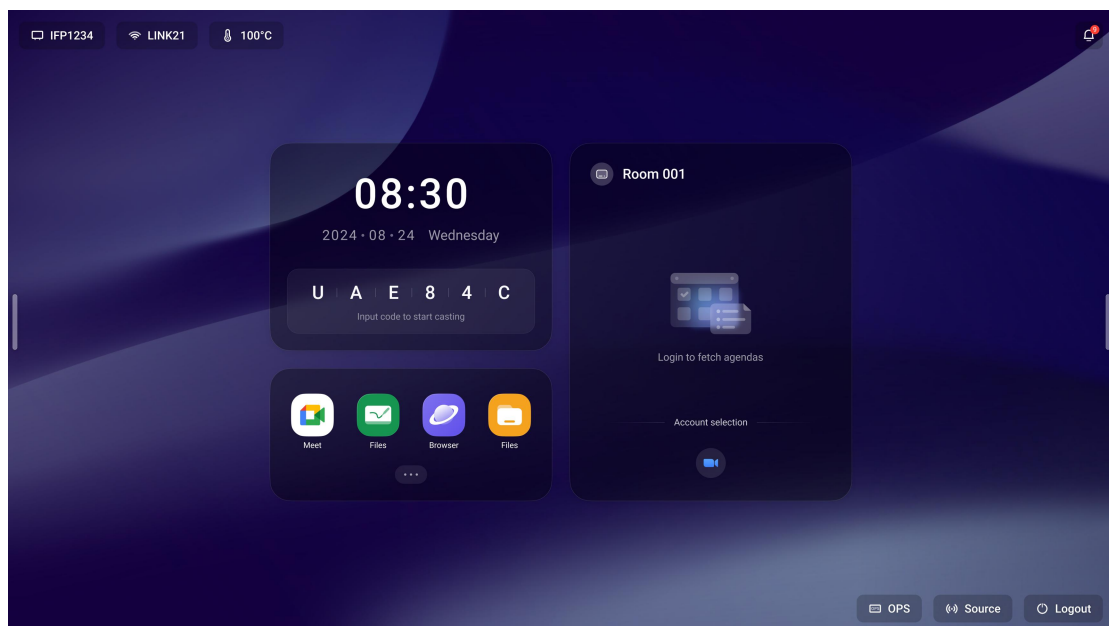 IFP1234
LINK21
100°C
9
08:30
2024•08•24 Wednesday
U A E 8 4 C
Input code to start casting
Meet
Files
Browser
Files
Room 001
Login to fetch agendas
Account selection
OPS
Source
Logout